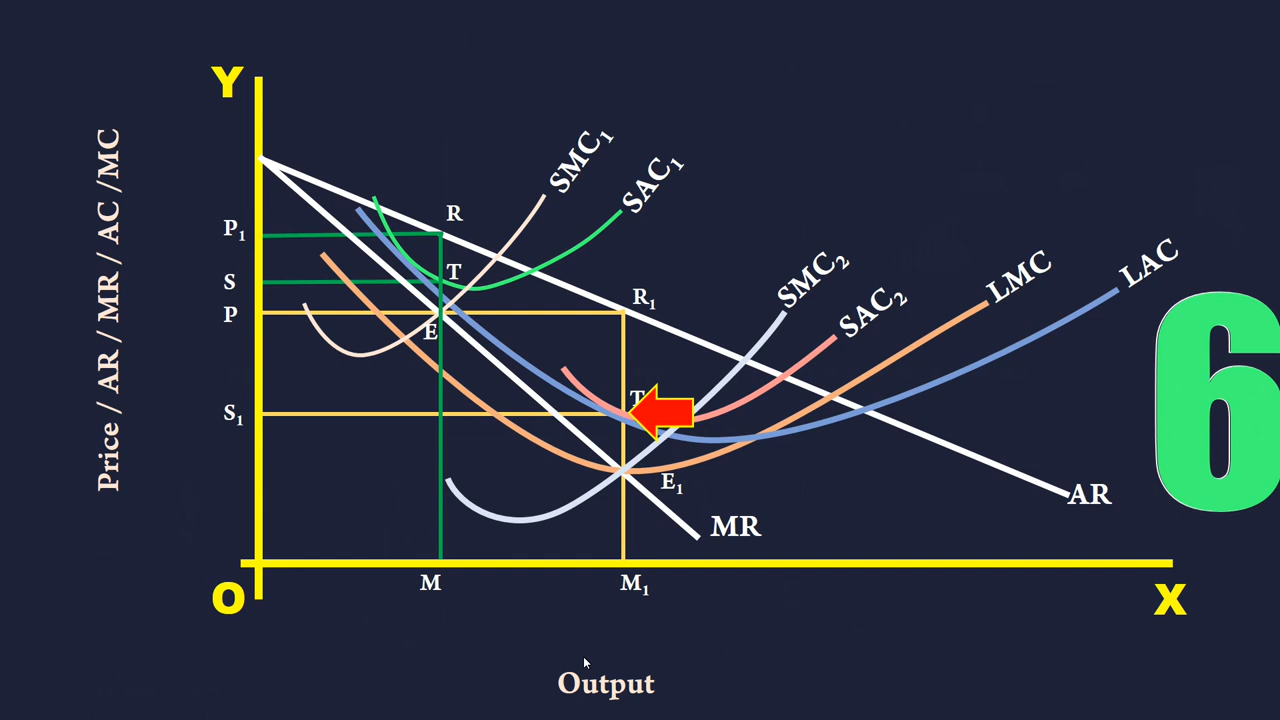 Y
Price / AR / MR / AC /MC
SMC₁
SAC₁
P₁
R
S
T
P
E
R₁
SMC₂
SAC₂
LMC
LAC
S₁
T
E₁
MR
AR
6
O
M
M₁
X
Output